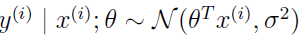 y^{(i)} | x^{(i)}; θ ∼ 𝒩(θ^T x^{(i)}, σ^2)